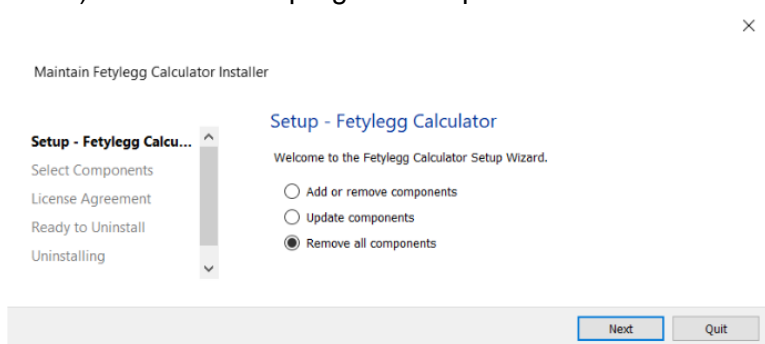 Maintain Fetylegg Calculator Installer
Setup - Fetylegg Calcu...
Select Components
License Agreement
Ready to Uninstall
Uninstalling
Setup - Fetylegg Calculator
Welcome to the Fetylegg Calculator Setup Wizard.
Add or remove components
Update components
Remove all components
Next
Quit